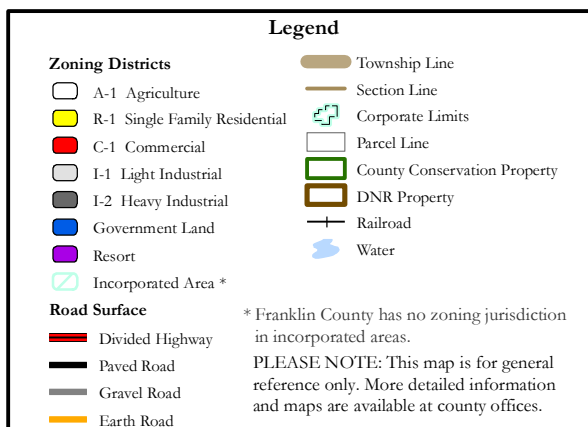 Legend
Zoning Districts
A-1 Agriculture
R-1 Single Family Residential
C-1 Commercial
I-1 Light Industrial
I-2 Heavy Industrial
Government Land
Resort
Incorporated Area *
Road Surface
Divided Highway
Paved Road
Gravel Road
Earth Road
Township Line
Section Line
Corporate Limits
Parcel Line
County Conservation Property
DNR Property
Railroad
Water
* Franklin County has no zoning jurisdiction
in incorporated areas.
PLEASE NOTE: This map is for general
reference only. More detailed information
and maps are available at county offices.